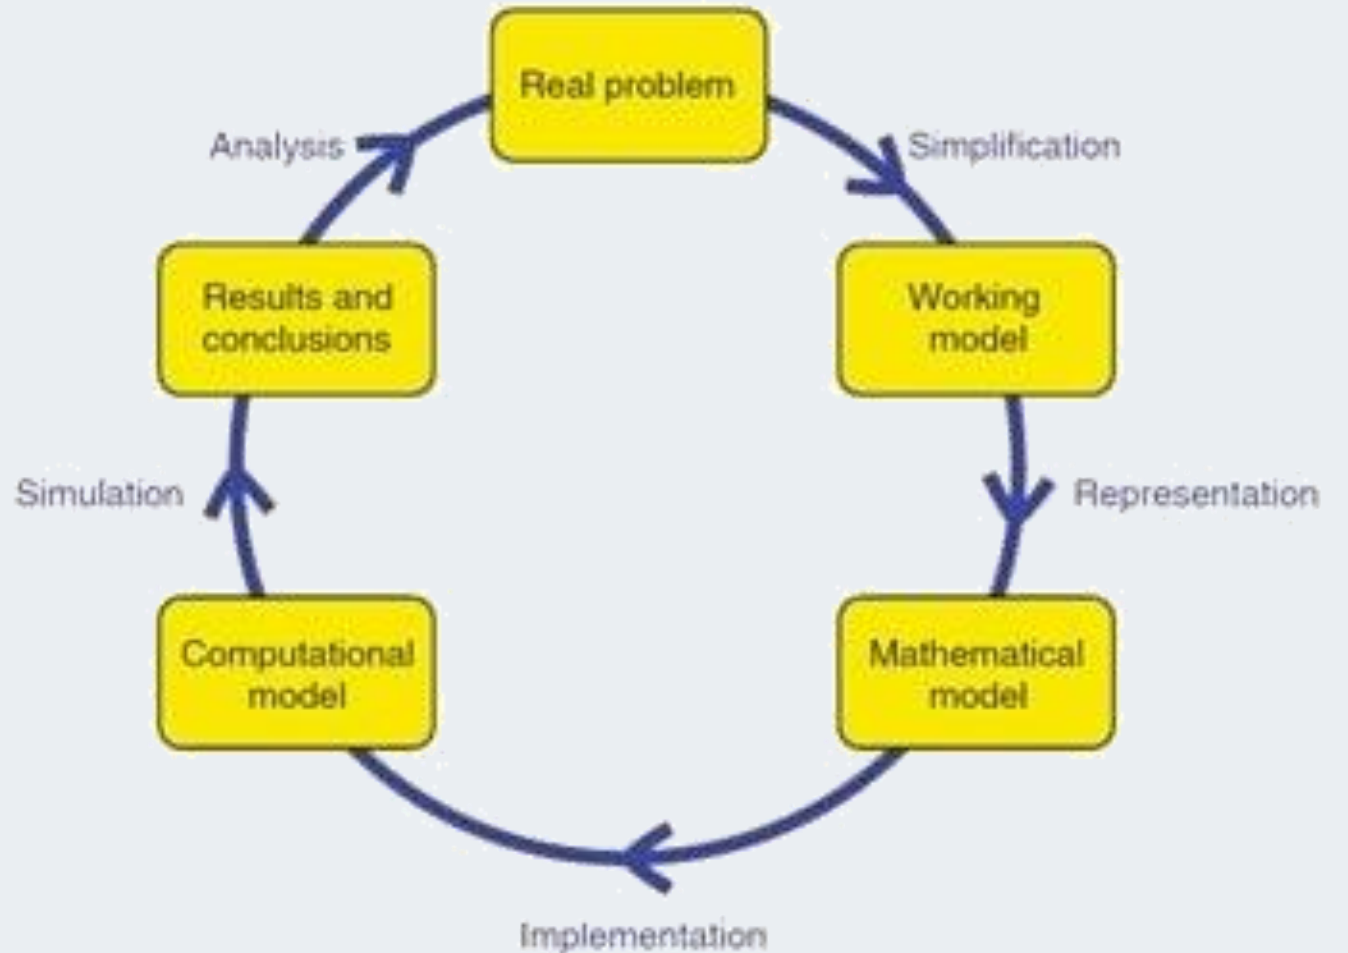 Real problem
Analysis
Simplification
Results and
conclusions
Working
model
Simulation
Representation
Computational
model
Mathematical
model
Implementation